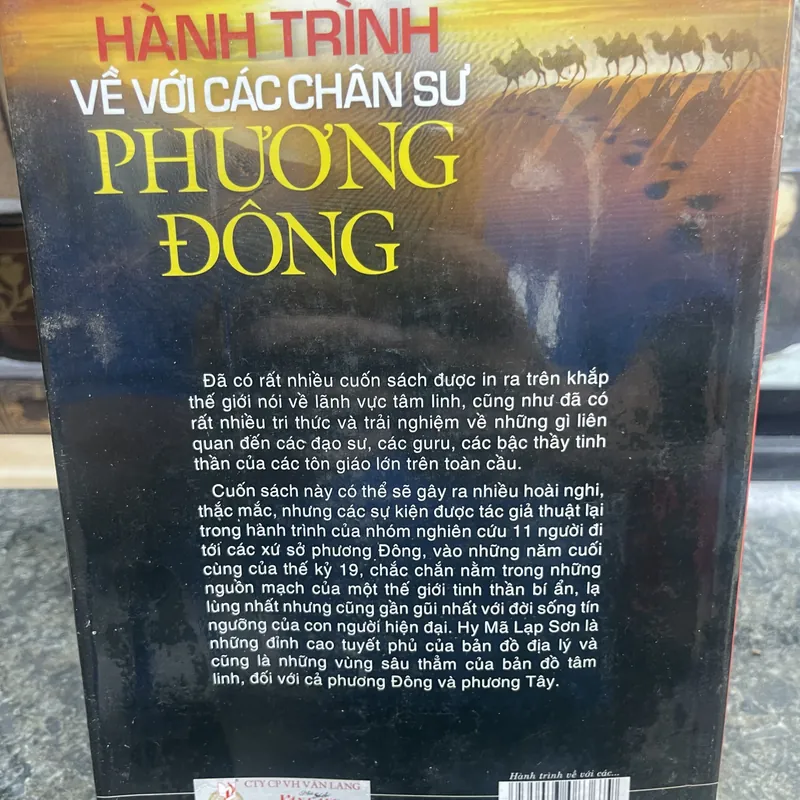 HÀNH TRÌNH
VỀ VỚI CÁC CHÂN SƯ
PHƯƠNG
ĐÔNG
Đã có rất nhiều cuốn sách được in ra trên khắp
thế giới nói về lãnh vực tâm linh, cũng như đã có
rất nhiều tri thức và trải nghiệm về những gì liên
quan đến các đạo sư, các guru, các bậc thầy tinh
thần của các tôn giáo lớn trên toàn cầu.
Cuốn sách này có thể sẽ gây ra nhiều hoài nghi,
thắc mắc, nhưng các sự kiện được tác giả thuật lại
trong hành trình của nhóm nghiên cứu 11 người đi
tới các xứ sở phương Đông, vào những năm cuối
cùng của thế kỷ 19, chắc chắn nằm trong những
nguồn mạch của một thế giới tinh thần bí ẩn, lạ
lùng nhất nhưng cũng gần gũi nhất với đời sống tín
ngưỡng của con người hiện đại. Hy Mã Lạp Sơn là
những đỉnh cao tuyết phủ của bản đồ địa lý và
cũng là những vùng sâu thẳm của bản đồ tâm
linh, đối với cả phương Đông và phương Tây.
Hành trình về với các...
CTY CP VH VĂN LANG